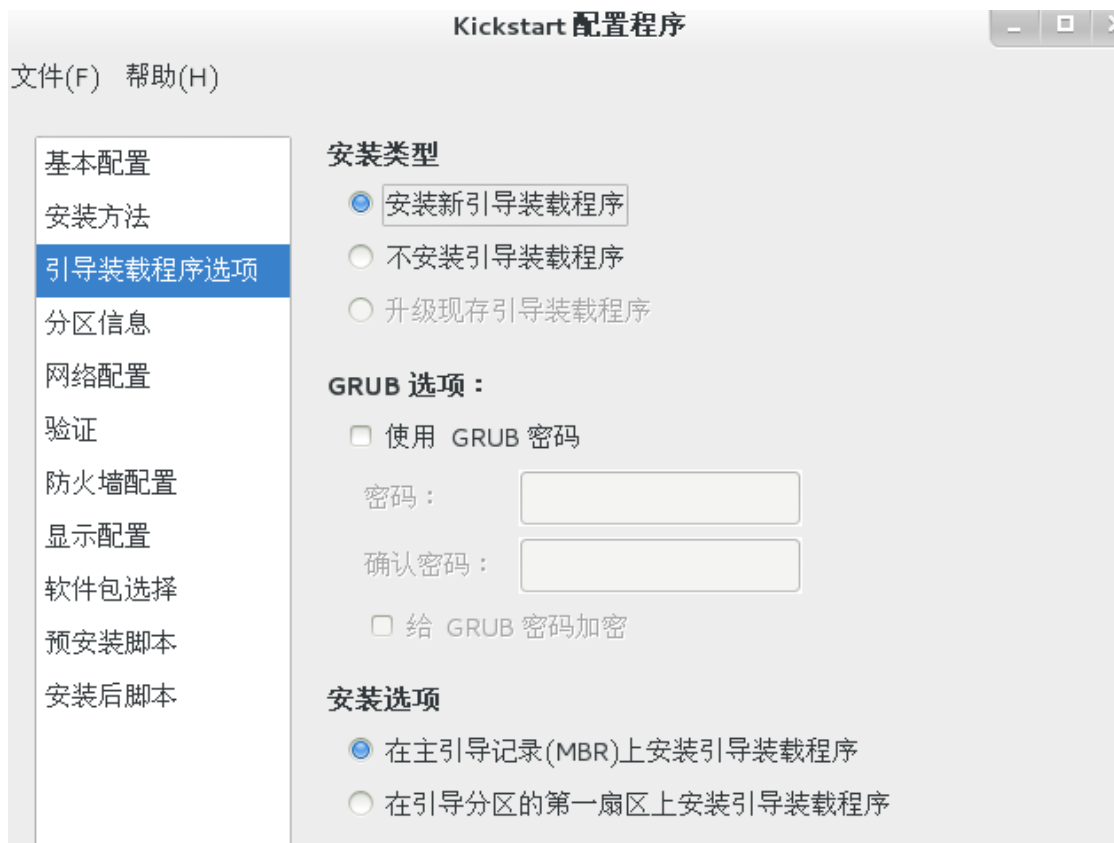 Kickstart 配置程序
文件(F) 帮助(H)
基本配置
安装方法
引导装载程序选项
分区信息
网络配置
验证
防火墙配置
显示配置
软件包选择
预安装脚本
安装后脚本
安装类型
安装新引导装载程序
不安装引导装载程序
升级现存引导装载程序
GRUB 选项：
使用 GRUB 密码
密码：
确认密码：
给 GRUB 密码加密
安装选项
在主引导记录(MBR)上安装引导装载程序
在引导分区的第一扇区上安装引导装载程序